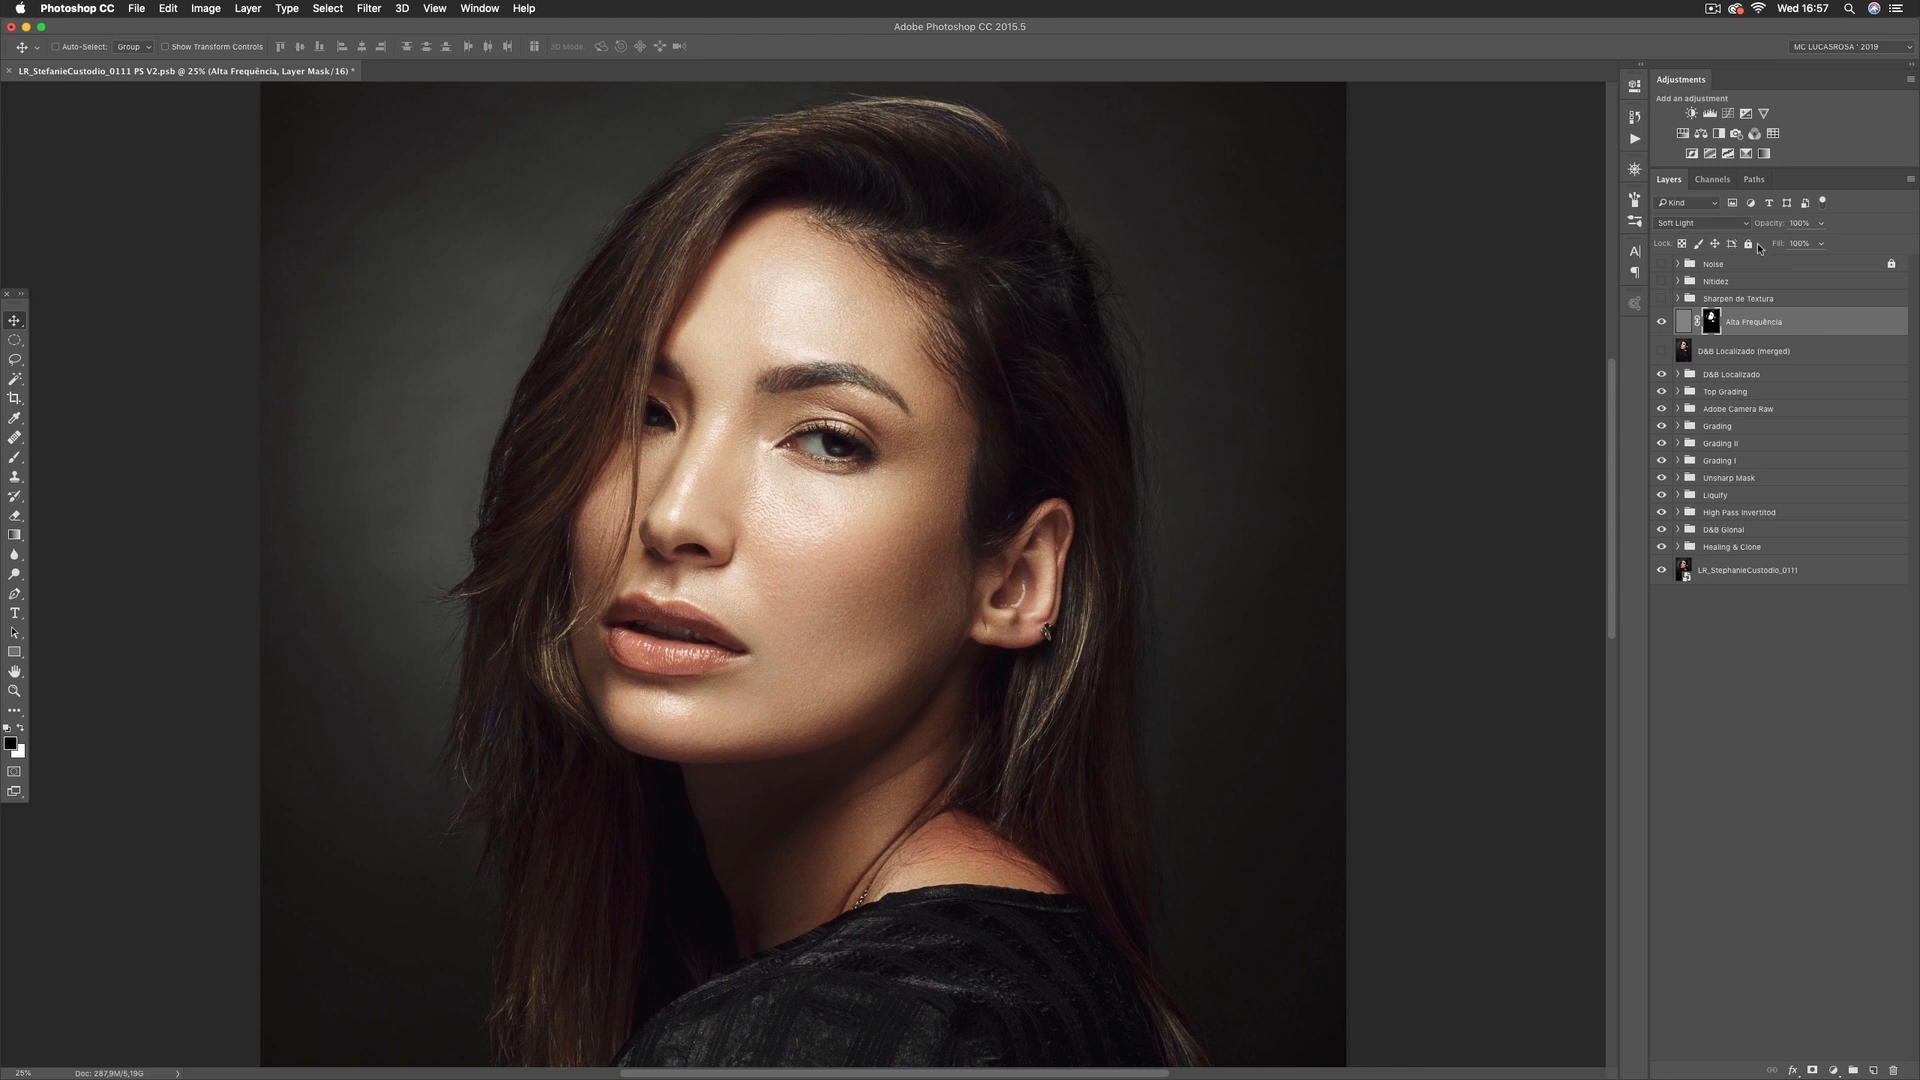 Photoshop CC File Edit Image Layer Type Select Filter 3D View Window Help Wed 16:57
Adobe Photoshop CC 2015.5
Auto-Select: Group Show Transform Controls 3D Mode: MC LUCASROSA ' 2019
LR_StefanieCustodio_0111 PS V2.psb @ 25% (Alta Frequência, Layer Mask/16) *
Adjustments
Add an adjustment
Layers Channels Paths
Kind
Soft Light Opacity: 100%
Lock: Fill: 100%
Noise
Nitidez
Sharpen de Textura
Alta Frequência
D&B Localizado (merged)
D&B Localizado
Top Grading
Adobe Camera Raw
Grading
Grading II
Grading I
Unsharp Mask
Liquify
High Pass Invertitod
D&B Glonal
Healing & Clone
LR_StephanieCustodio_0111
25% Doc: 287,9M/5,19G